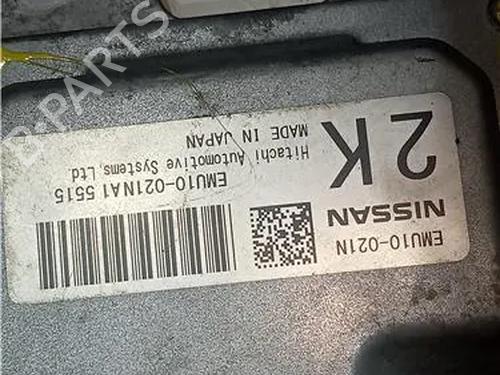 2K
NISSAN
EMU10-021N
MADE IN JAPAN
Hitachi Automotive Systems,Ltd.
EMU10-021NA1 5515
B-PARTS